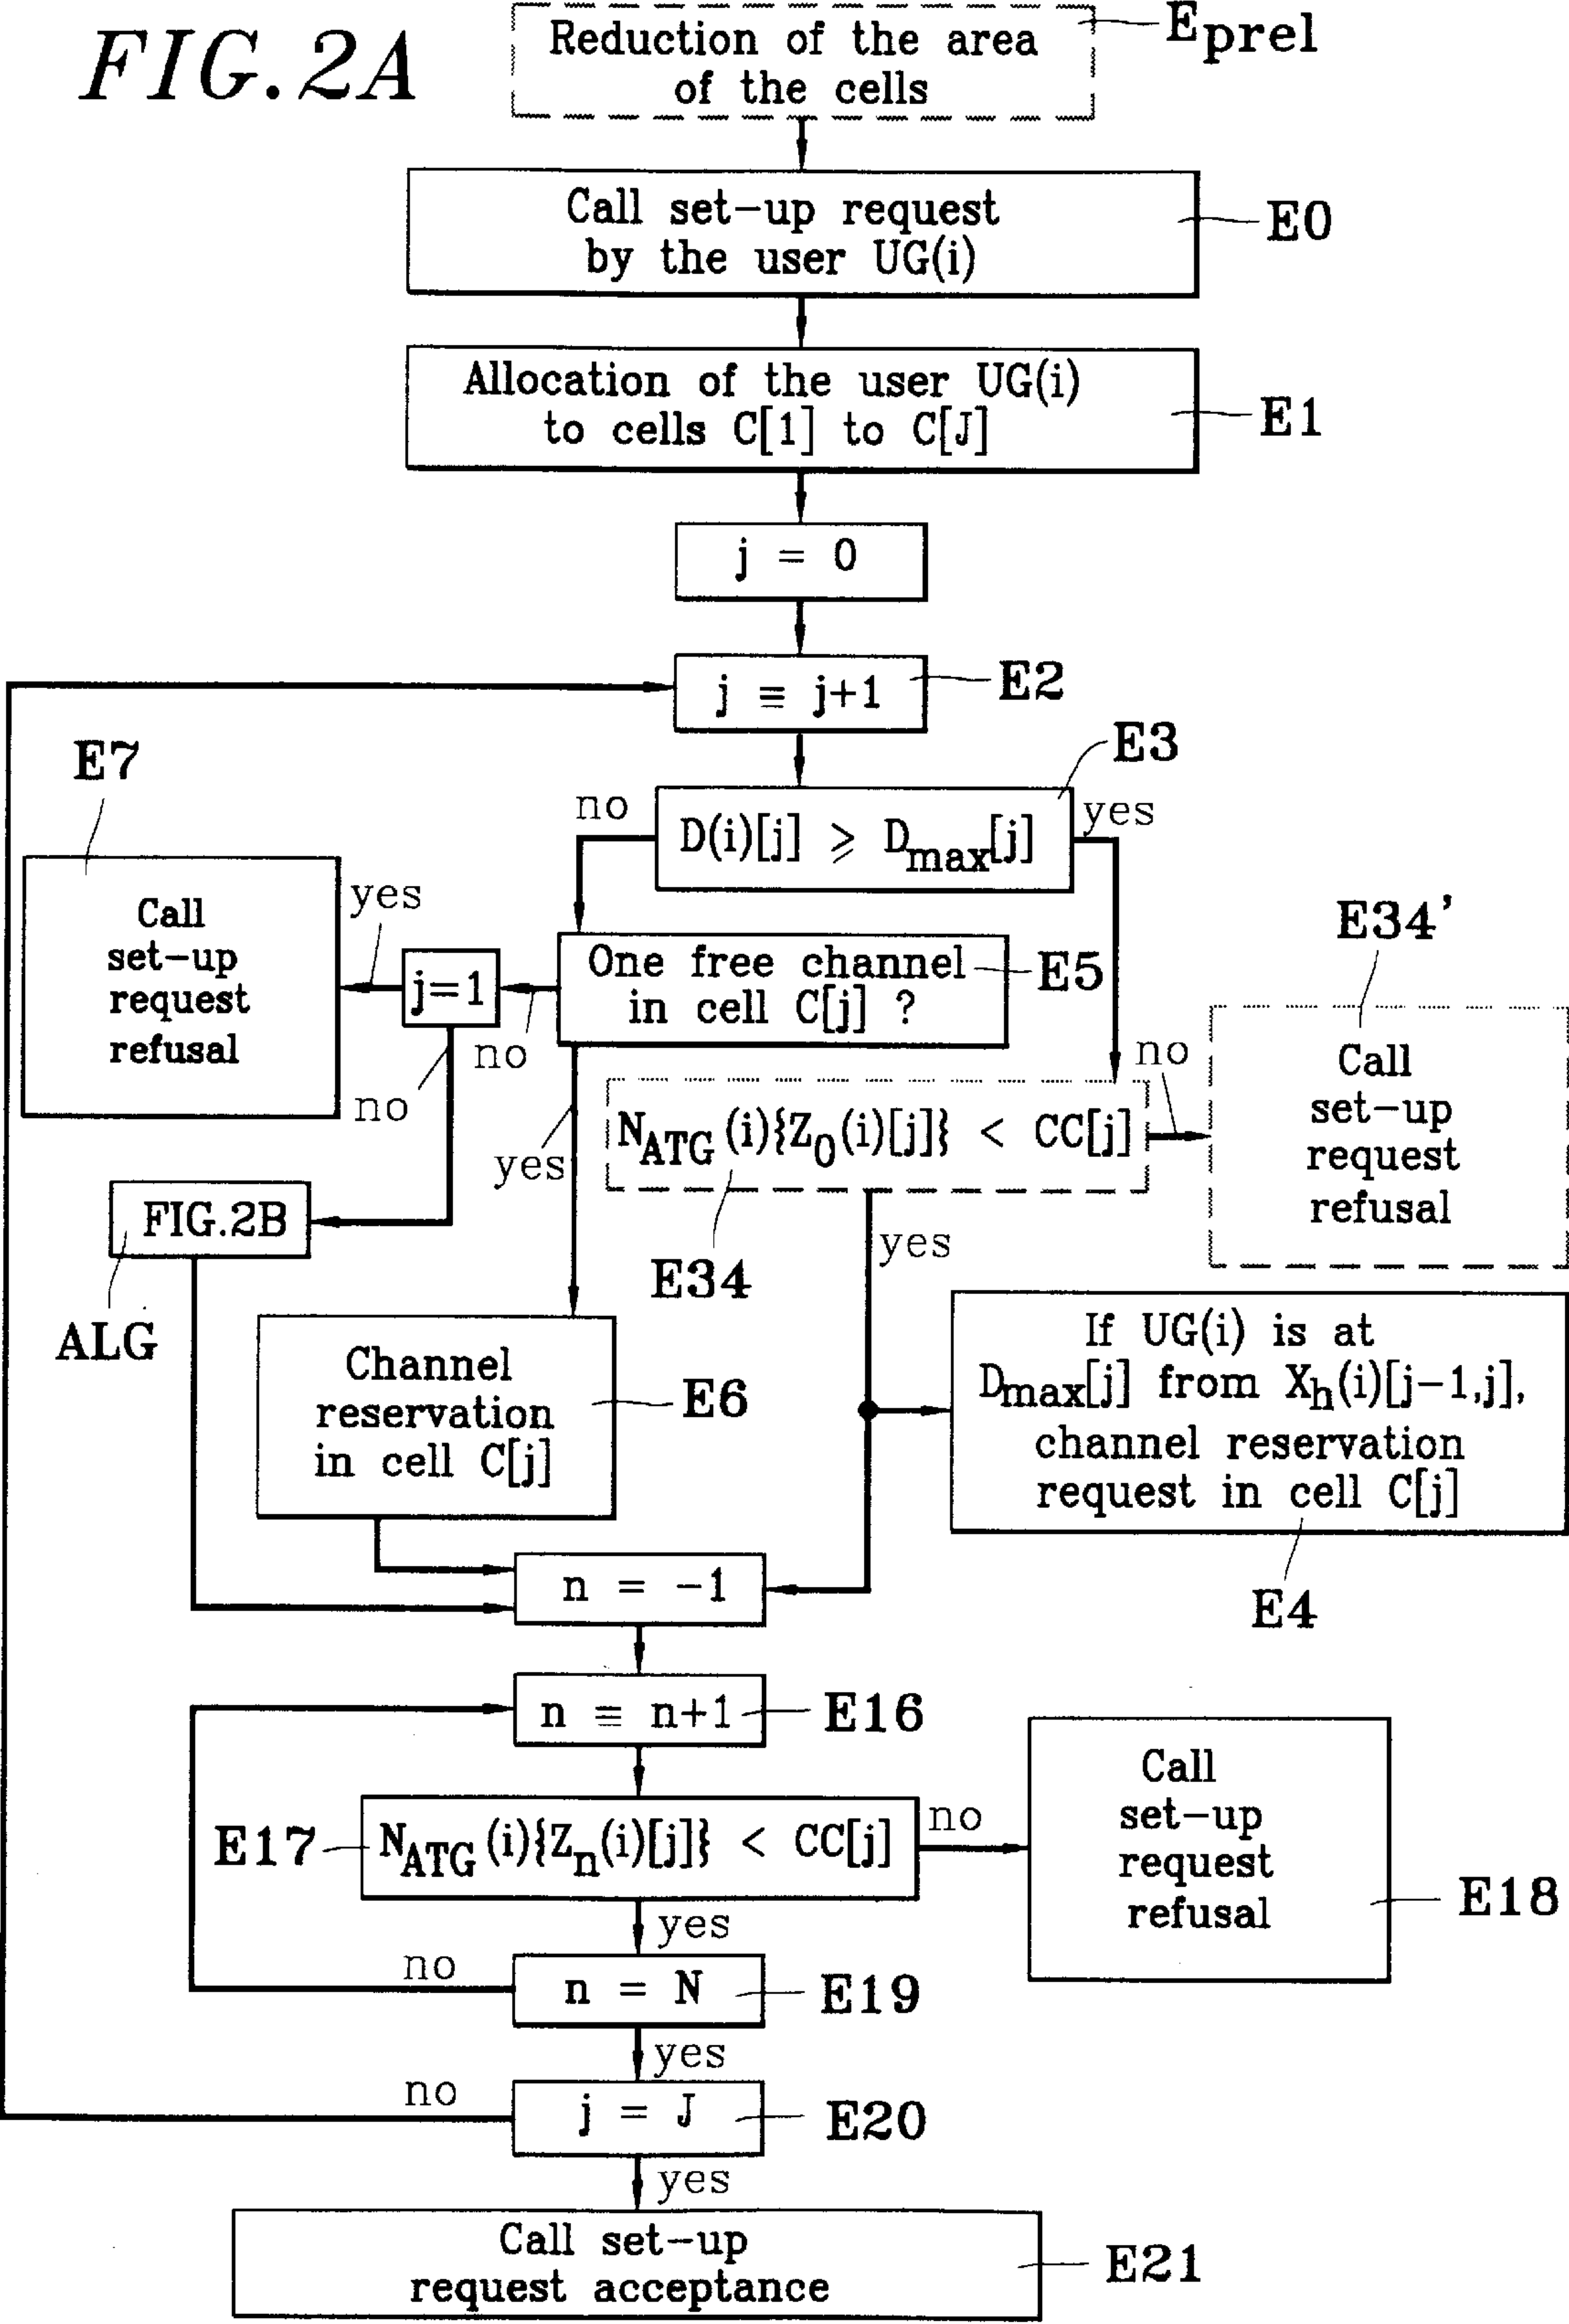 FIG.2A
Reduction of the area
of the cells
Eprel
Call set-up request
by the user UG(i)
E0
Allocation of the user UG(i)
to cells C[1] to C[J]
E1
j = 0
j ≡ j+1
E2
E3
E7
no
D(i)[j] ⩾ Dmax[j]
yes
Call
set-up
request
refusal
yes
j=1
no
no
One free channel
in cell C[j] ?
E5
E34'
no
Call
set-up
request
refusal
NATG(i){Z0(i)[j]} < CC[j]
yes
E34
yes
FIG.2B
ALG
Channel
reservation
in cell C[j]
E6
If UG(i) is at
Dmax[j] from Xh(i)[j-1,j],
channel reservation
request in cell C[j]
E4
n = -1
n ≡ n+1
E16
E17
NATG(i){Zn(i)[j]} < CC[j]
no
Call
set-up
request
refusal
E18
yes
no
n = N
E19
yes
no
j = J
E20
yes
Call set-up
request acceptance
E21